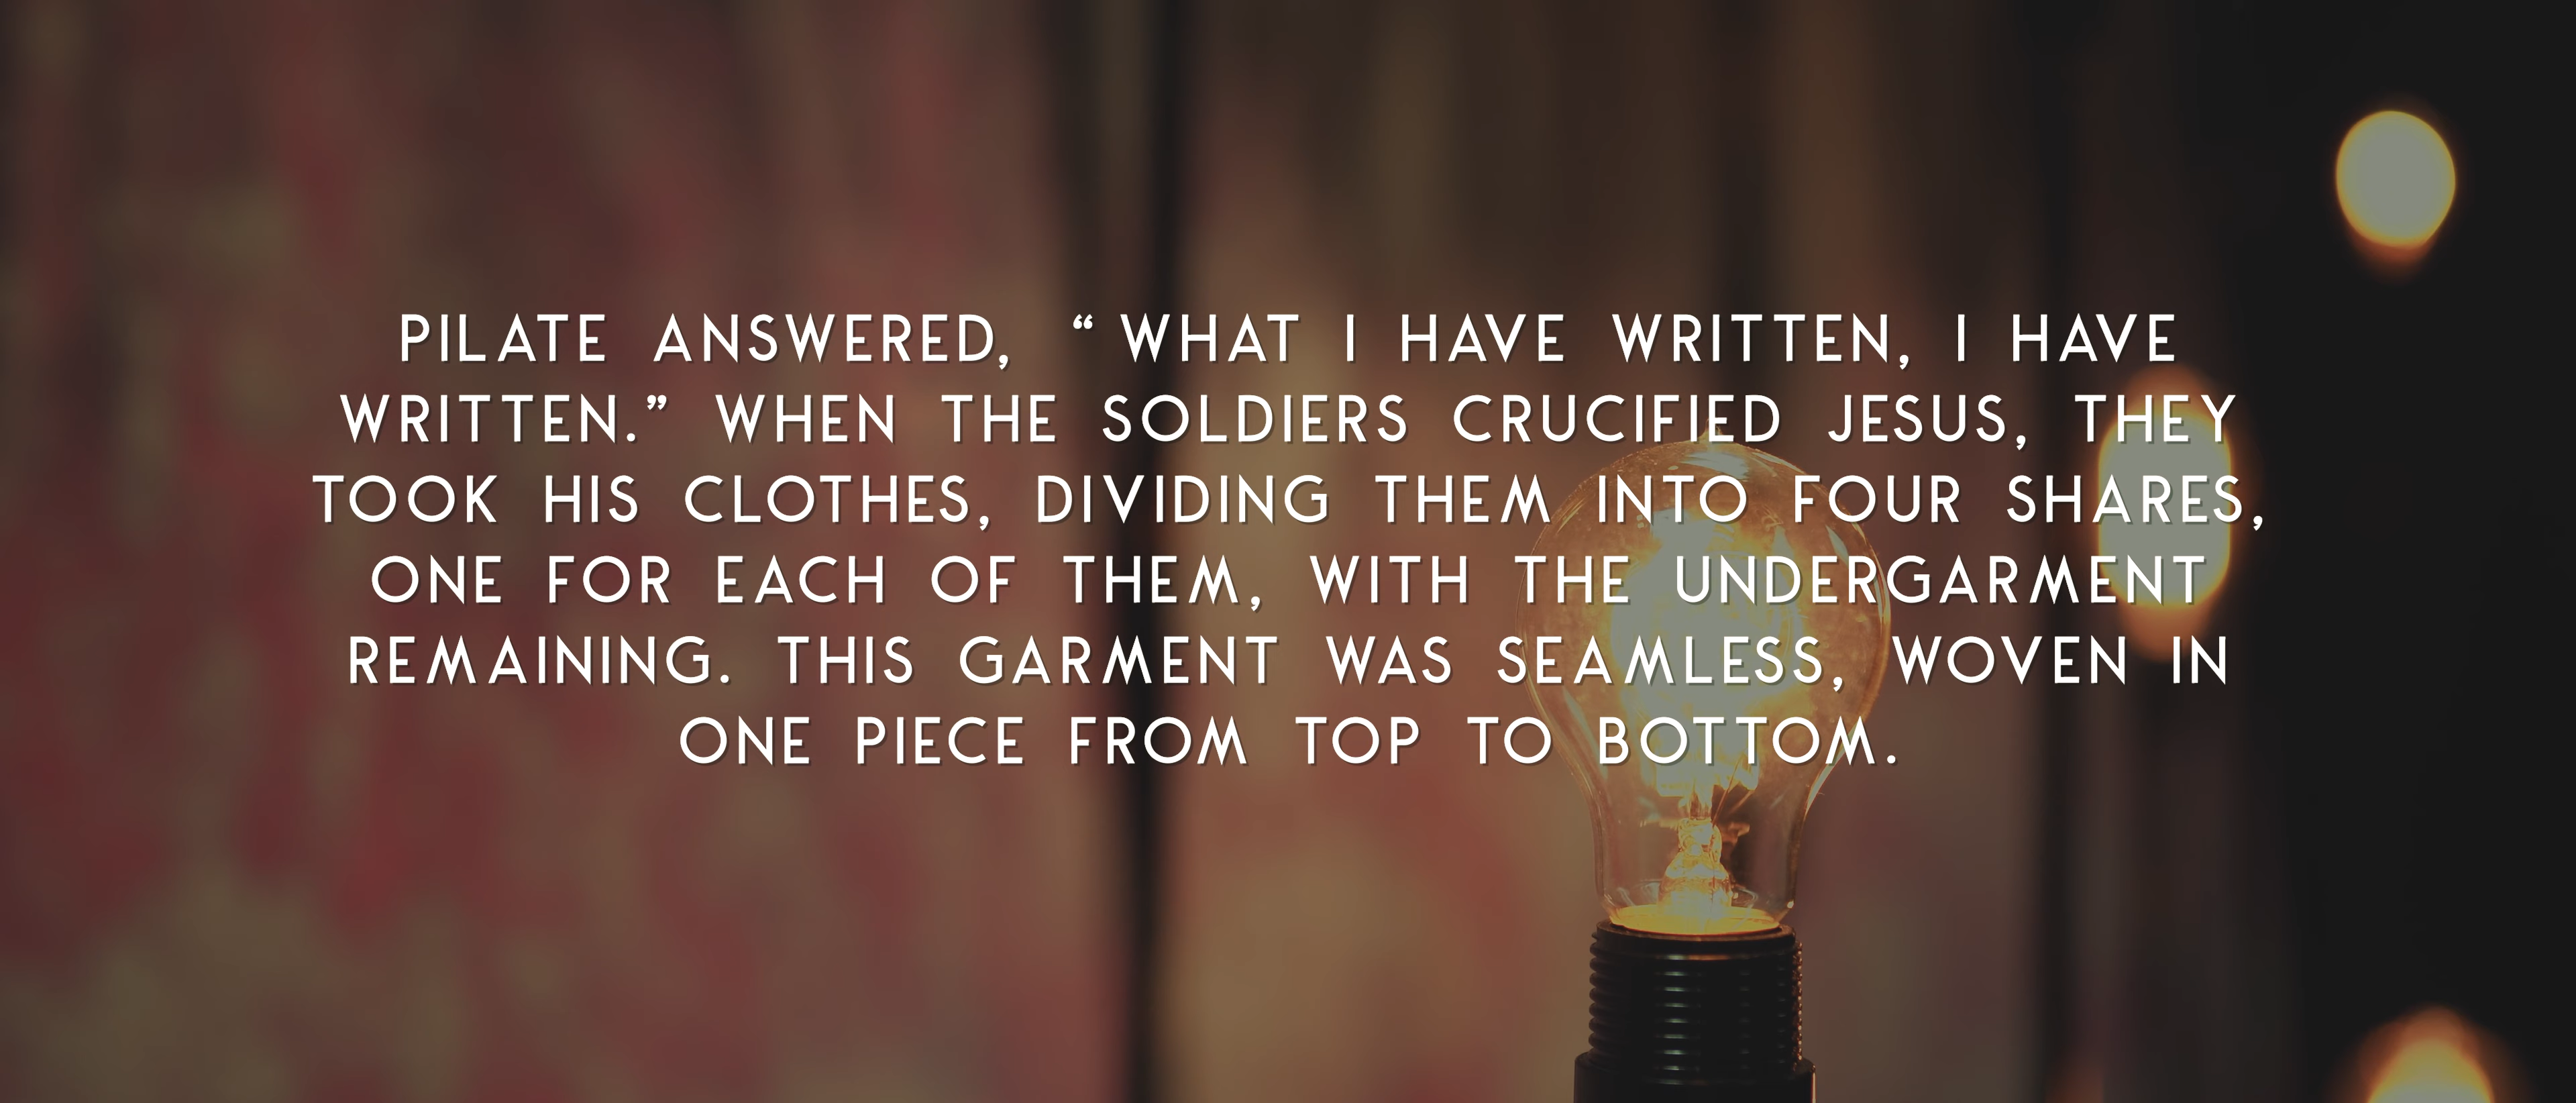 PILATE ANSWERED, “ WHAT I HAVE WRITTEN, I HAVE
WRITTEN.” WHEN THE SOLDIERS CRUCIFIED JESUS, THEY
TOOK HIS CLOTHES, DIVIDING THEM INTO FOUR SHARES,
ONE FOR EACH OF THEM, WITH THE UNDERGARMENT
REMAINING. THIS GARMENT WAS SEAMLESS, WOVEN IN
ONE PIECE FROM TOP TO BOTTOM.